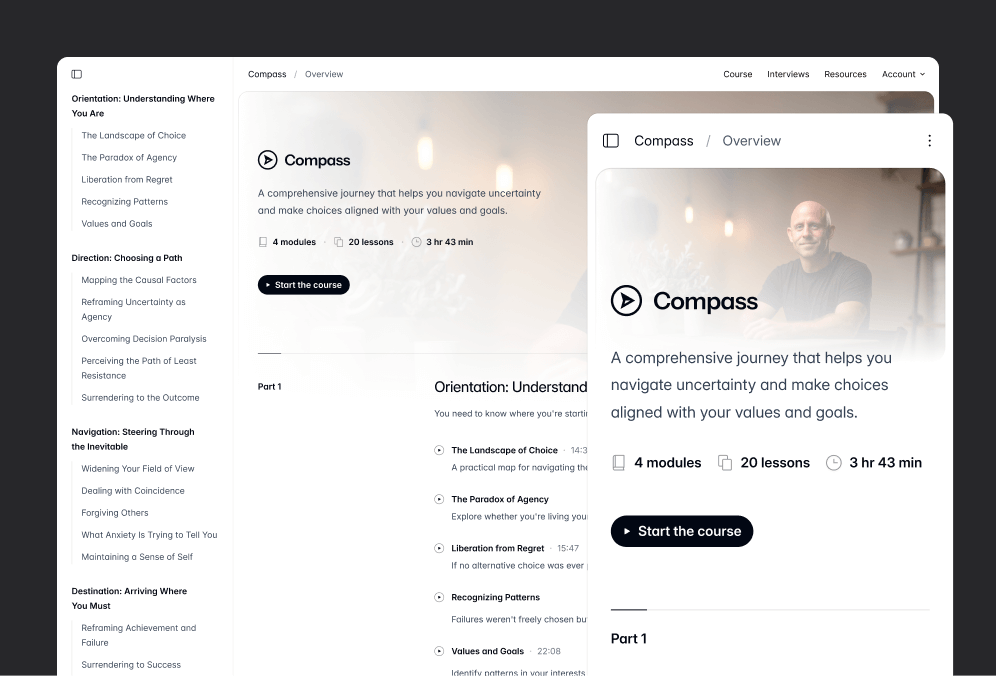 Orientation: Understanding Where
You Are
The Landscape of Choice
The Paradox of Agency
Liberation from Regret
Recognizing Patterns
Values and Goals
Direction: Choosing a Path
Mapping the Causal Factors
Reframing Uncertainty as
Agency
Overcoming Decision Paralysis
Perceiving the Path of Least
Resistance
Surrendering to the Outcome
Navigation: Steering Through
the Inevitable
Widening Your Field of View
Dealing with Coincidence
Forgiving Others
What Anxiety Is Trying to Tell You
Maintaining a Sense of Self
Destination: Arriving Where
You Must
Reframing Achievement and
Failure
Surrendering to Success
Compass / Overview
Course Interviews Resources Account
Compass
A comprehensive journey that helps you navigate uncertainty
and make choices aligned with your values and goals.
4 modules · 20 lessons · 3 hr 43 min
Start the course
Part 1
Orientation: Understand
You need to know where you're startin
The Landscape of Choice · 14:3
A practical map for navigating the
The Paradox of Agency
Explore whether you're living your
Liberation from Regret · 15:47
If no alternative choice was ever
Recognizing Patterns
Failures weren't freely chosen bu
Values and Goals · 22:08
Identify patterns in your interests
Compass / Overview
Compass
A comprehensive journey that helps you
navigate uncertainty and make choices
aligned with your values and goals.
4 modules 20 lessons 3 hr 43 min
Start the course
Part 1